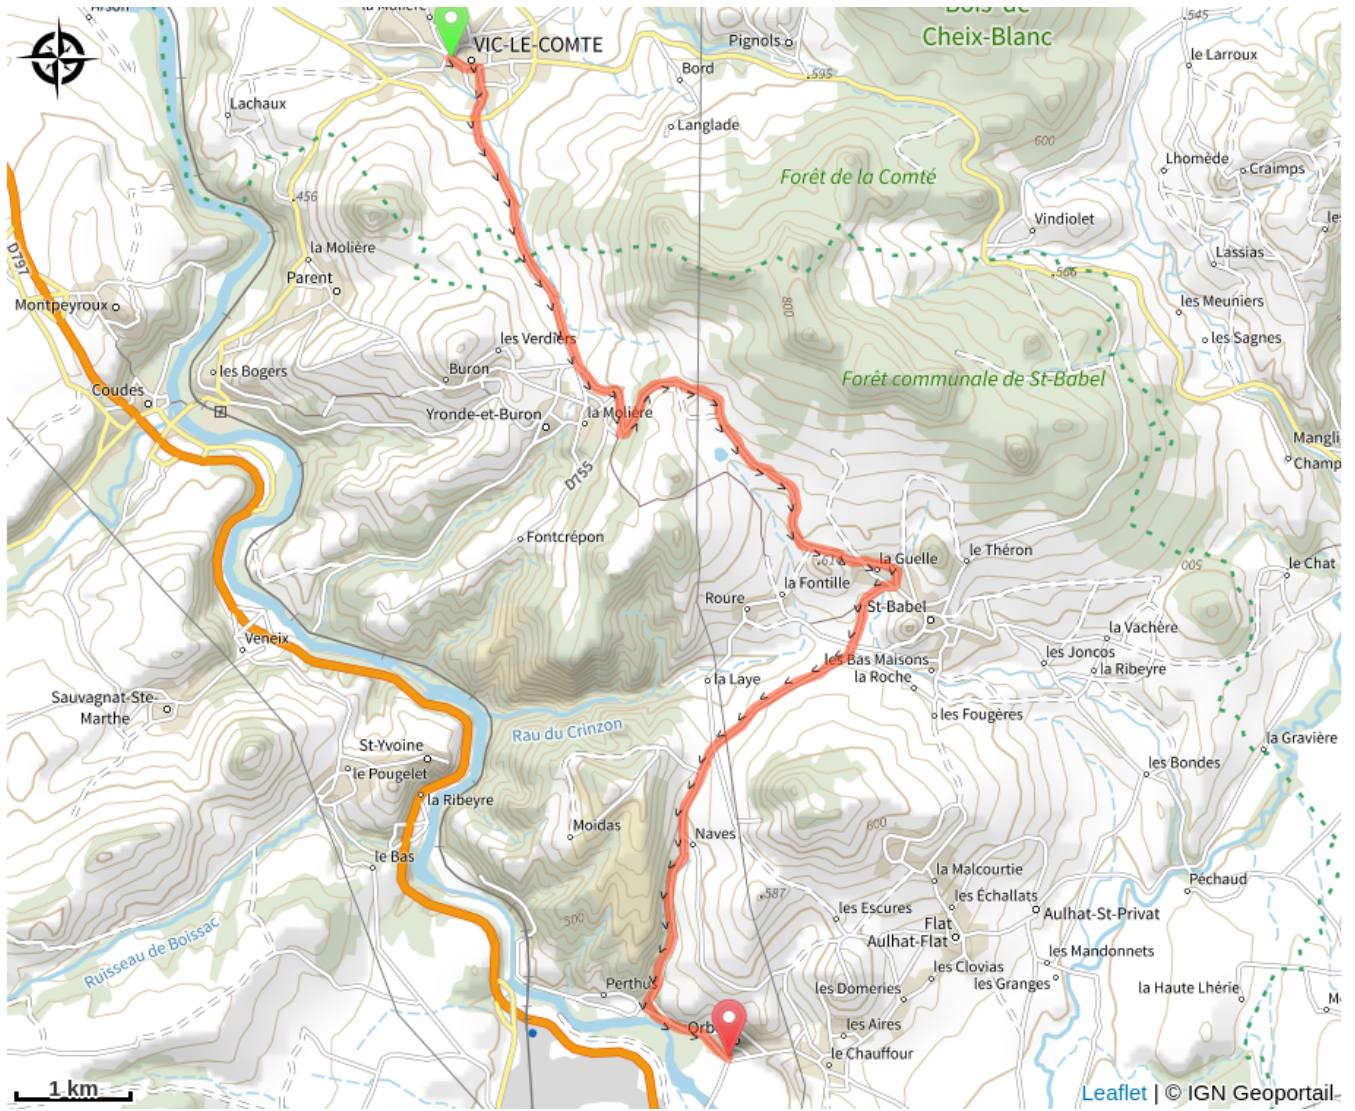 Bois de
Cheix-Blanc
.545
la Molière
VIC-LE-COMTE
Pignols
le Larroux
Bord
.595
Lachaux
Langlade
600
Lhomède
Craimps
Forêt de la Comté
.456
Vindiolet
la Molière
D797
Lassias
Parent
.506
Montpeyroux
800
les Meuniers
les Verdiers
les Sagnes
les Bogers
Buron
Forêt communale de St-Babel
Coudes
Yronde-et-Buron
la Molière
Mangli
Champ
D755
Fontcrépon
la Guelle
le Théron
le Chat
500
la Fontille
Roure
St-Babel
Veneix
la Vachère
les Joncos
les Bas Maisons
la Ribeyre
la Roche
la Laye
Sauvagnat-Ste-
Marthe
les Fougères
Rau du Crinzon
St-Yvoine
la Gravière
le Pougelet
les Bondes
la Ribeyre
Moidas
600
Naves
le Bas
la Malcourtie
Péchaud
.587
les Échallats
les Escures
Aulhat-St-Privat
500
Flat
Aulhat-Flat
Ruisseau de Boissac
les Mandonnets
les Clovias
Perthus
les Granges
les Domeries
la Haute Lhérie
Orb
les Aires
le Chauffour
1 km
Leaflet | © IGN Geoportail